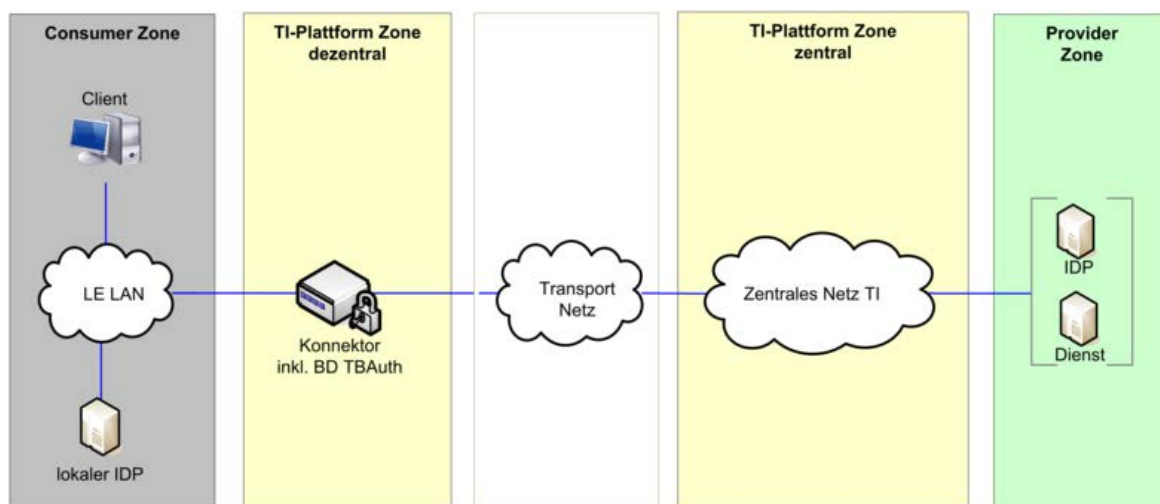 Consumer Zone
Client
LE LAN
lokaler IDP
TI-Plattform Zone
dezentral
Konnektor
inkl. BD TBAuth
Transport
Netz
TI-Plattform Zone
zentral
Zentrales Netz TI
Provider
Zone
IDP
Dienst